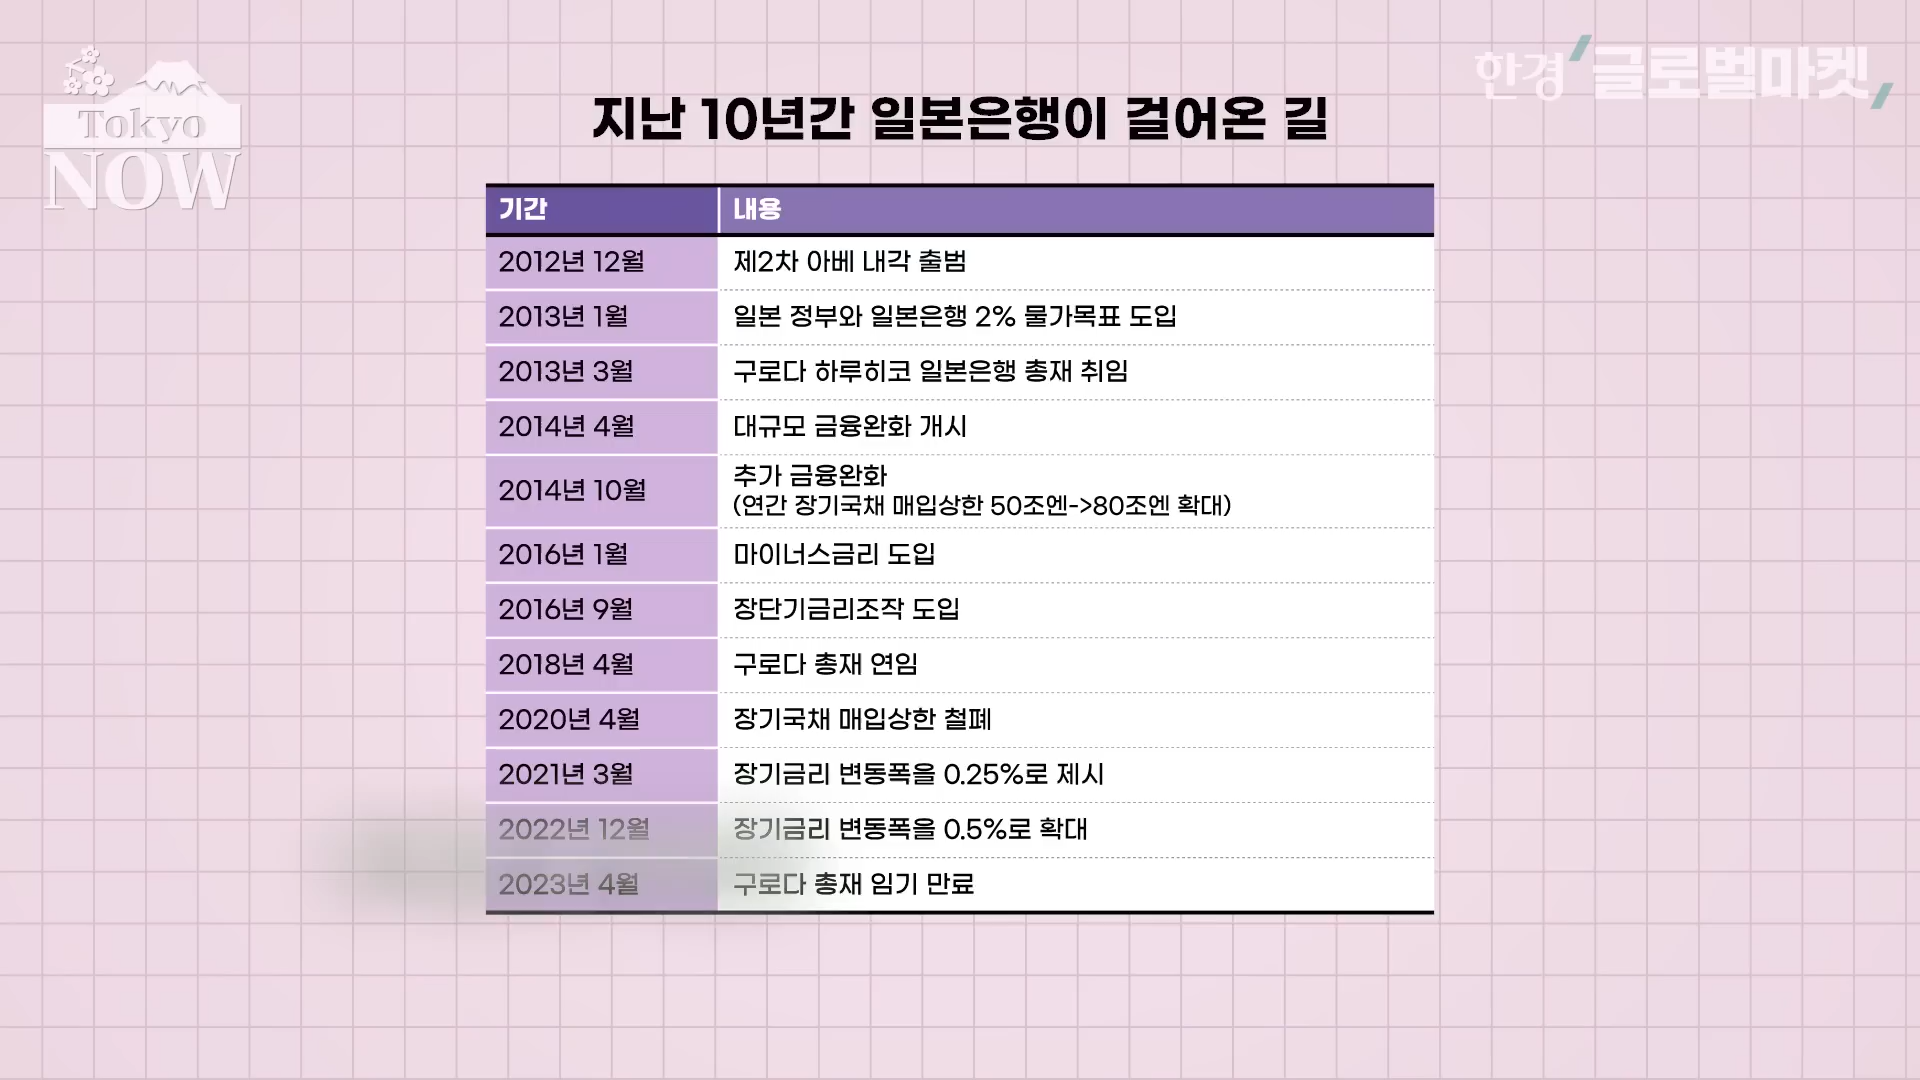 Tokyo
NOW
한경 글로벌마켓
지난 10년간 일본은행이 걸어온 길
기간 내용
2012년 12월 제2차 아베 내각 출범
2013년 1월 일본 정부와 일본은행 2% 물가목표 도입
2013년 3월 구로다 하루히코 일본은행 총재 취임
2014년 4월 대규모 금융완화 개시
2014년 10월 추가 금융완화
(연간 장기국채 매입상한 50조엔->80조엔 확대)
2016년 1월 마이너스금리 도입
2016년 9월 장단기금리조작 도입
2018년 4월 구로다 총재 연임
2020년 4월 장기국채 매입상한 철폐
2021년 3월 장기금리 변동폭을 0.25%로 제시
2022년 12월 장기금리 변동폭을 0.5%로 확대
2023년 4월 구로다 총재 임기 만료